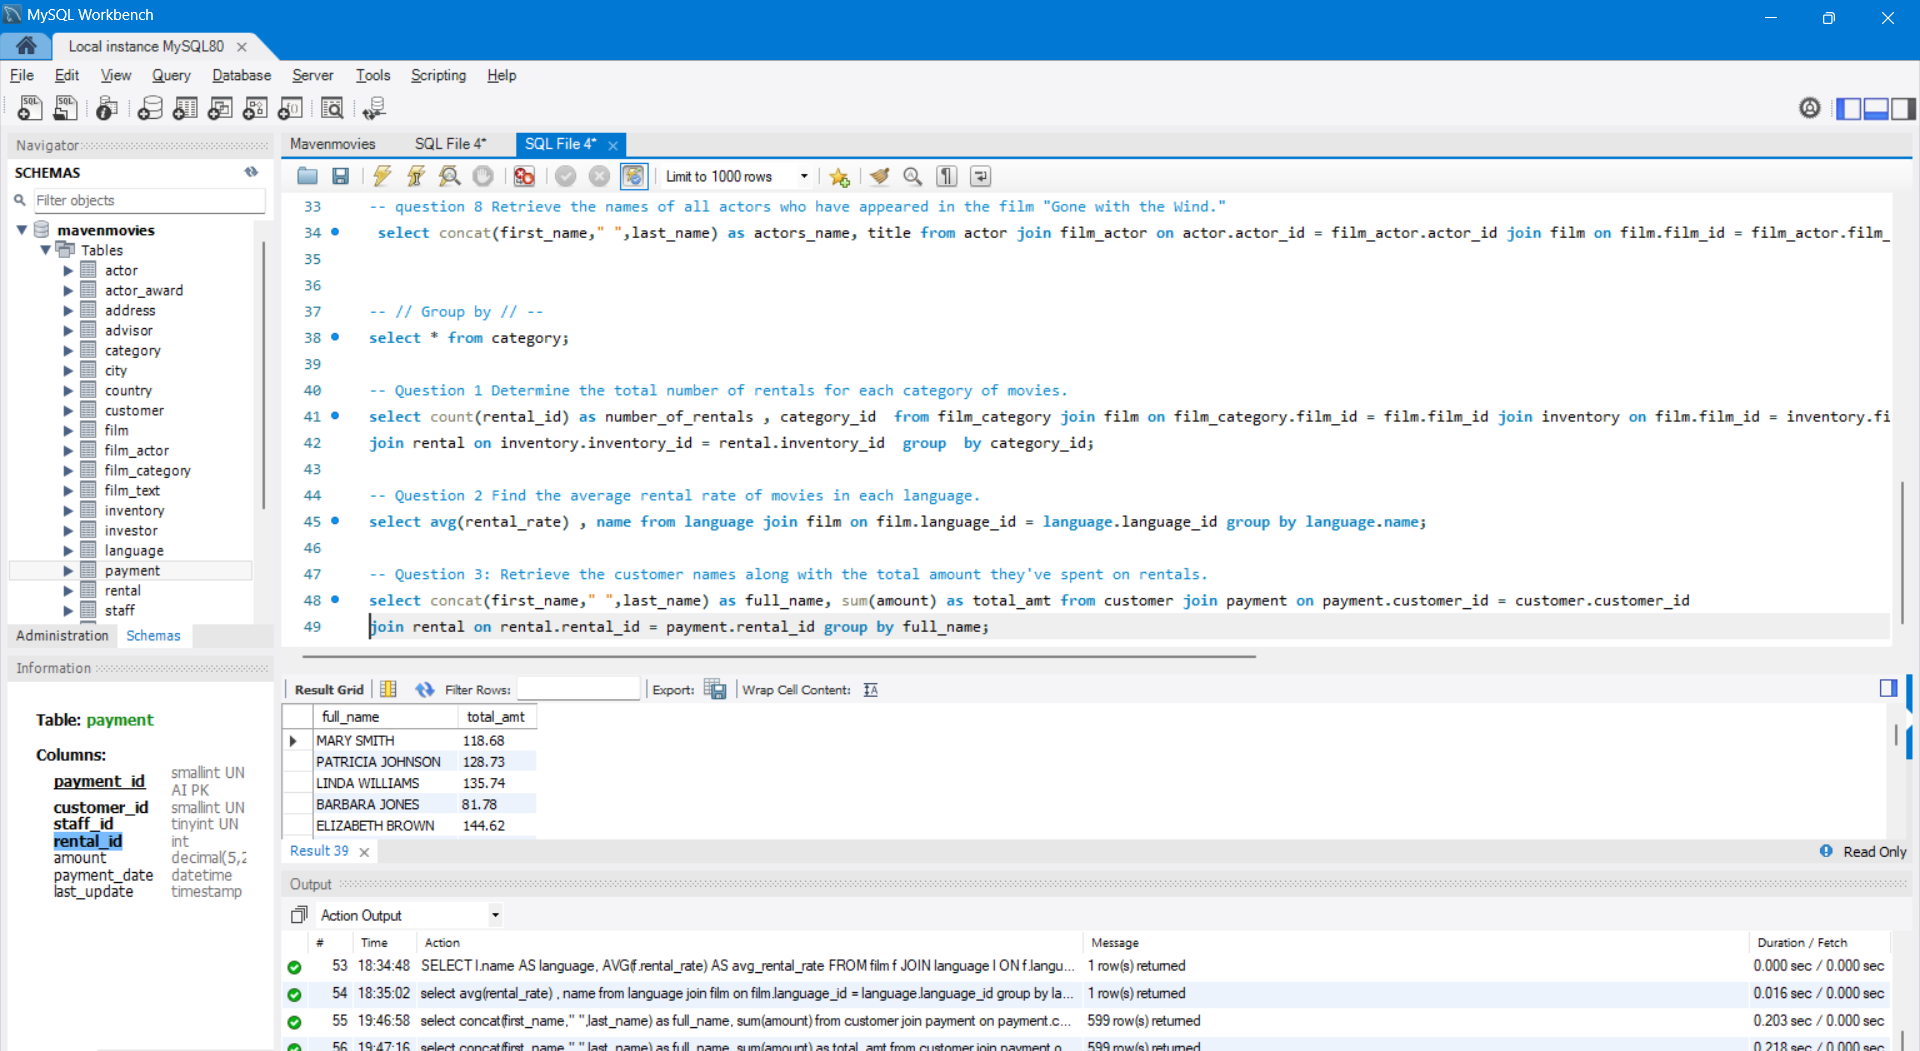 MySQL Workbench
Local instance MySQL80
File Edit View Query Database Server Tools Scripting Help
Navigator
SCHEMAS
Filter objects
mavenmovies
Tables
actor
actor_award
address
advisor
category
city
country
customer
film
film_actor
film_category
film_text
inventory
investor
language
payment
rental
staff
Administration Schemas
Information
Table: payment
Columns:
payment_id smallint UN AI PK
customer_id smallint UN
staff_id tinyint UN
rental_id int
amount decimal(5,2
payment_date datetime
last_update timestamp
Mavenmovies SQL File 4* SQL File 4*
Limit to 1000 rows
33 -- question 8 Retrieve the names of all actors who have appeared in the film "Gone with the Wind."
34 select concat(first_name," ",last_name) as actors_name, title from actor join film_actor on actor.actor_id = film_actor.actor_id join film on film.film_id = film_actor.film_
35
36
37 -- // Group by // --
38 select * from category;
39
40 -- Question 1 Determine the total number of rentals for each category of movies.
41 select count(rental_id) as number_of_rentals , category_id  from film_category join film on film_category.film_id = film.film_id join inventory on film.film_id = inventory.fi
42 join rental on inventory.inventory_id = rental.inventory_id  group  by category_id;
43
44 -- Question 2 Find the average rental rate of movies in each language.
45 select avg(rental_rate) , name from language join film on film.language_id = language.language_id group by language.name;
46
47 -- Question 3: Retrieve the customer names along with the total amount they've spent on rentals.
48 select concat(first_name," ",last_name) as full_name, sum(amount) as total_amt from customer join payment on payment.customer_id = customer.customer_id
49 join rental on rental.rental_id = payment.rental_id group by full_name;
Result Grid Filter Rows: Export: Wrap Cell Content:
full_name total_amt
MARY SMITH 118.68
PATRICIA JOHNSON 128.73
LINDA WILLIAMS 135.74
BARBARA JONES 81.78
ELIZABETH BROWN 144.62
Result 39 Read Only
Output
Action Output
# Time Action Message Duration / Fetch
53 18:34:48 SELECT l.name AS language, AVG(f.rental_rate) AS avg_rental_rate FROM film f JOIN language l ON f.langu... 1 row(s) returned 0.000 sec / 0.000 sec
54 18:35:02 select avg(rental_rate) , name from language join film on film.language_id = language.language_id group by la... 1 row(s) returned 0.016 sec / 0.000 sec
55 19:46:58 select concat(first_name," ",last_name) as full_name, sum(amount) from customer join payment on payment.c... 599 row(s) returned 0.203 sec / 0.000 sec
56 19:47:16 select concat(first_name," ",last_name) as full_name, sum(amount) as total_amt from customer join payment o... 599 row(s) returned 0.218 sec / 0.000 sec